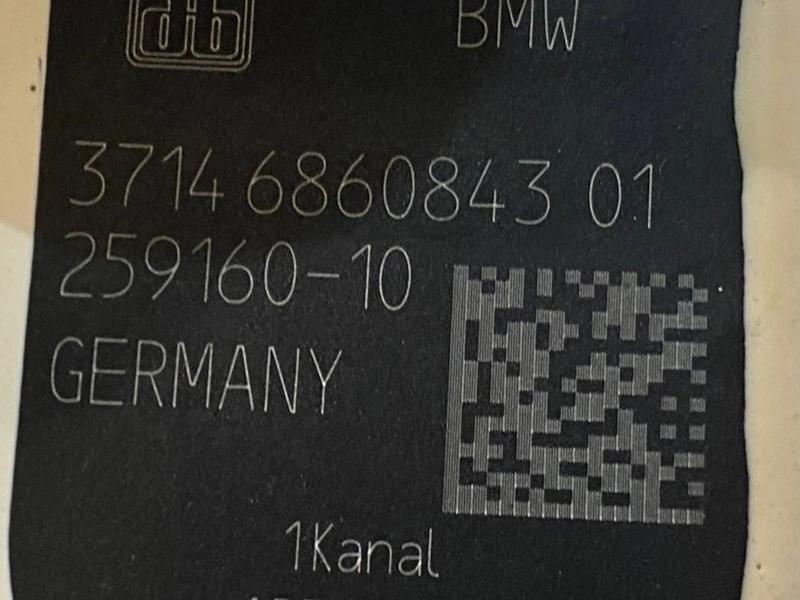 BMW
3714 6860843 01
259160-10
GERMANY
1Kanal